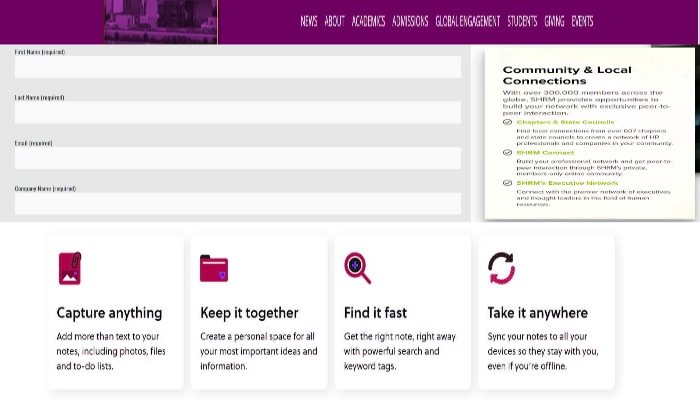 NEWS ABOUT ACADEMICS ADMISSIONS GLOBAL ENGAGEMENT STUDENTS GIVING EVENTS
First Name (required)
Last Name (required)
Email (required)
Company Name (required)
Community & Local
Connections
With over 300,000 members across the
globe, SHRM provides opportunities to
build your network with exclusive peer-to-
peer interaction.
Chapters & State Councils
Find local connections from over 607 chapters
and state councils to create a network of HR
professionals and companies in your community.
SHRM Connect
Build your professional network and get peer-to-
peer interaction through SHRM's private,
members-only online community.
SHRM's Executive Network
Connect with the premier network of executives
and thought leaders in the field of human
resources.
Capture anything
Add more than text to your
notes, including photos, files
and to-do lists.
Keep it together
Create a personal space for all
your most important ideas and
information.
Find it fast
Get the right note, right away
with powerful search and
keyword tags.
Take it anywhere
Sync your notes to all your
devices so they stay with you,
even if you're offline.